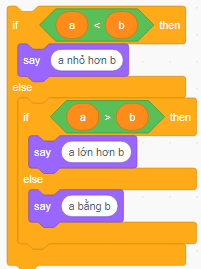 if a < b then
say a nhỏ hơn b
else
if a > b then
say a lớn hơn b
else
say a bằng b